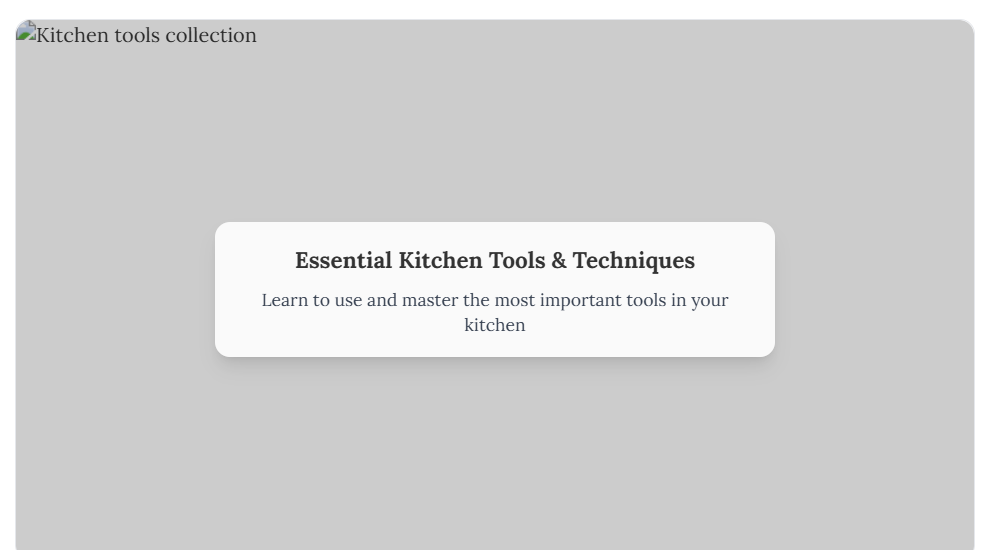 Kitchen tools collection
Essential Kitchen Tools & Techniques
Learn to use and master the most important tools in your
kitchen